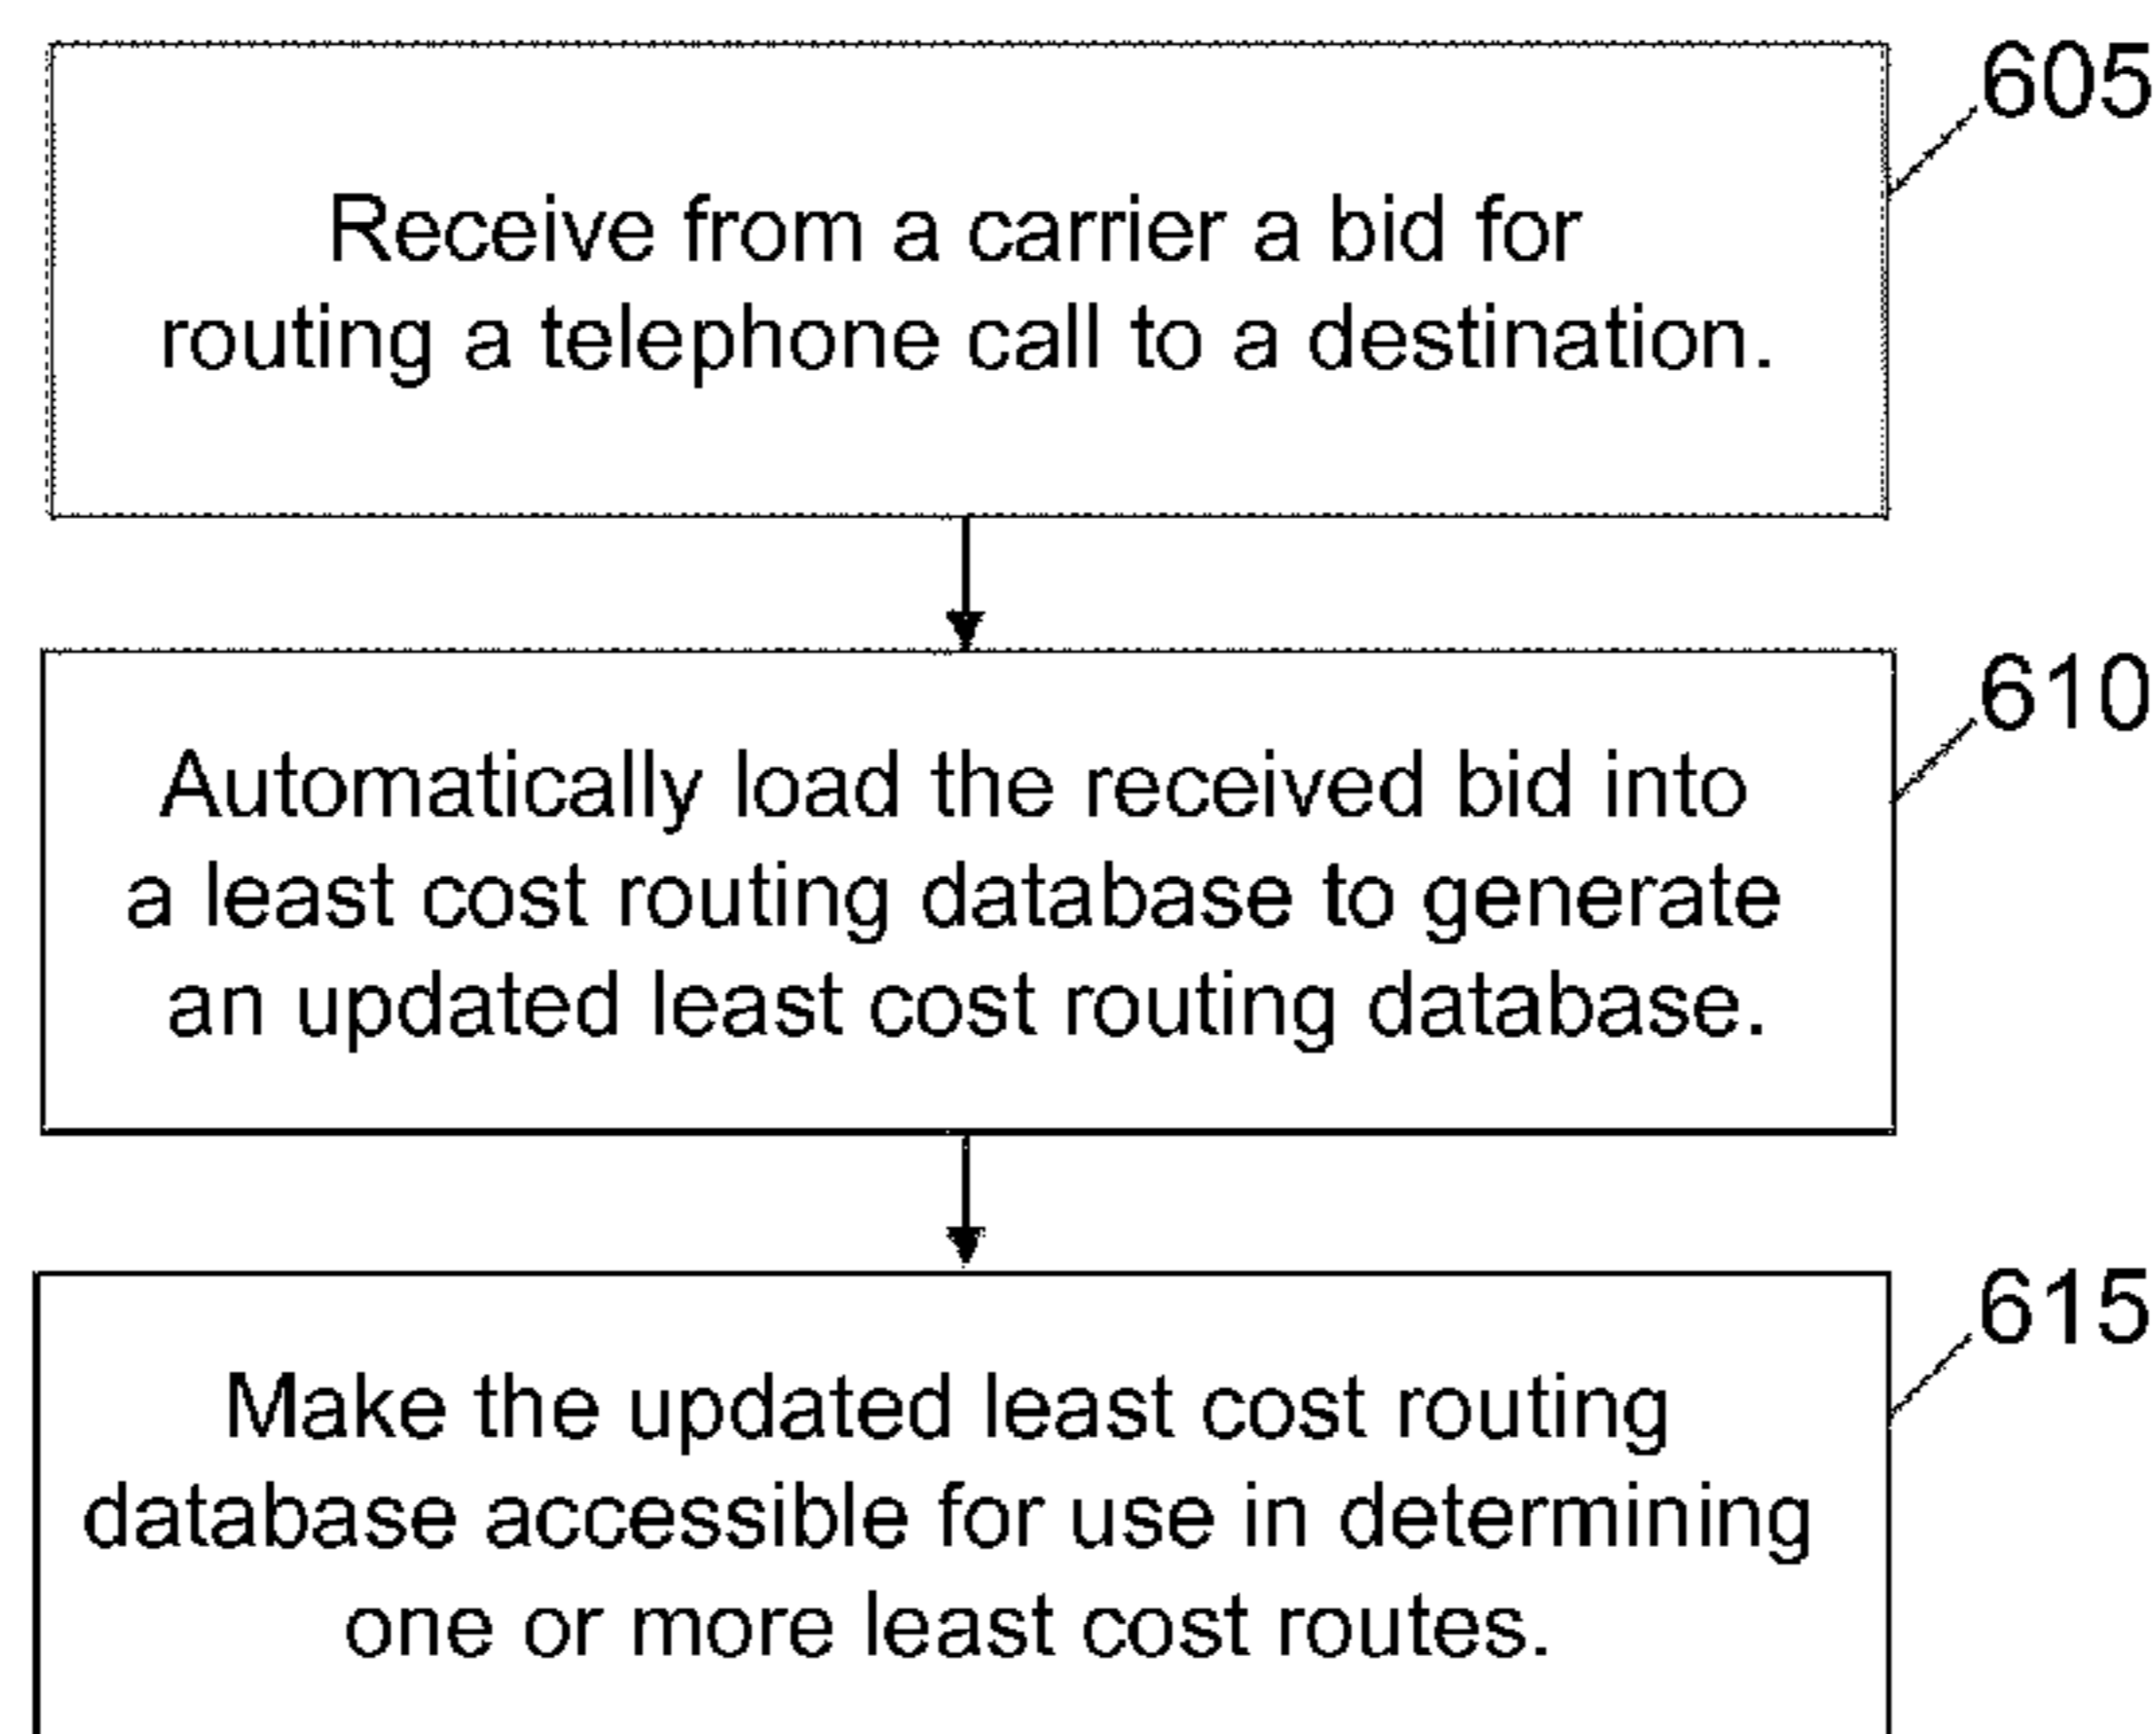 605
Receive from a carrier a bid for
routing a telephone call to a destination.
610
Automatically load the received bid into
a least cost routing database to generate
an updated least cost routing database.
615
Make the updated least cost routing
database accessible for use in determining
one or more least cost routes.